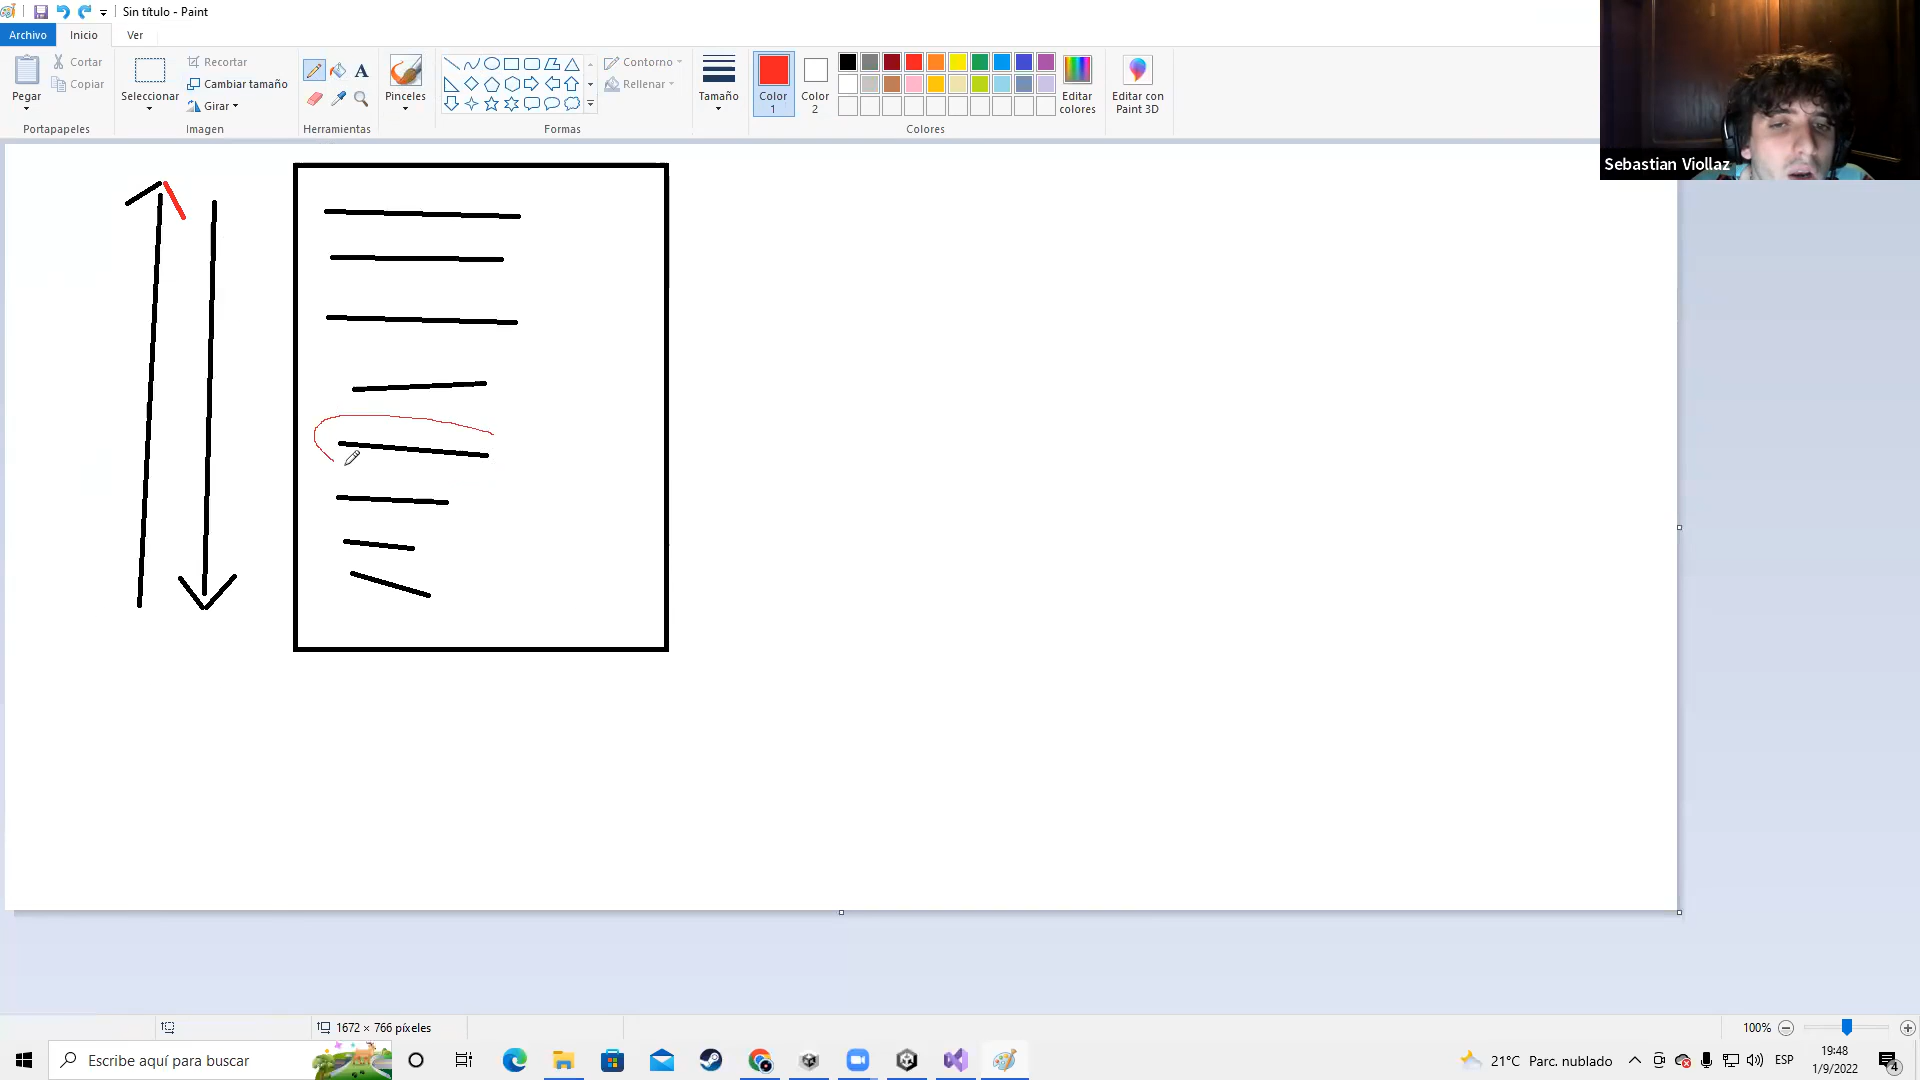 Sin título - Paint
Archivo Inicio Ver
Pegar
Cortar
Copiar
Portapapeles
Seleccionar
Recortar
Cambiar tamaño
Girar
Imagen
A
Herramientas
Pinceles
Contorno
Rellenar
Formas
Tamaño
Color 1
Color 2
Editar colores
Colores
Editar con Paint 3D
Sebastian Viollaz
1672 × 766 píxeles
100%
Escribe aquí para buscar
21°C Parc. nublado
ESP
19:48
1/9/2022
4